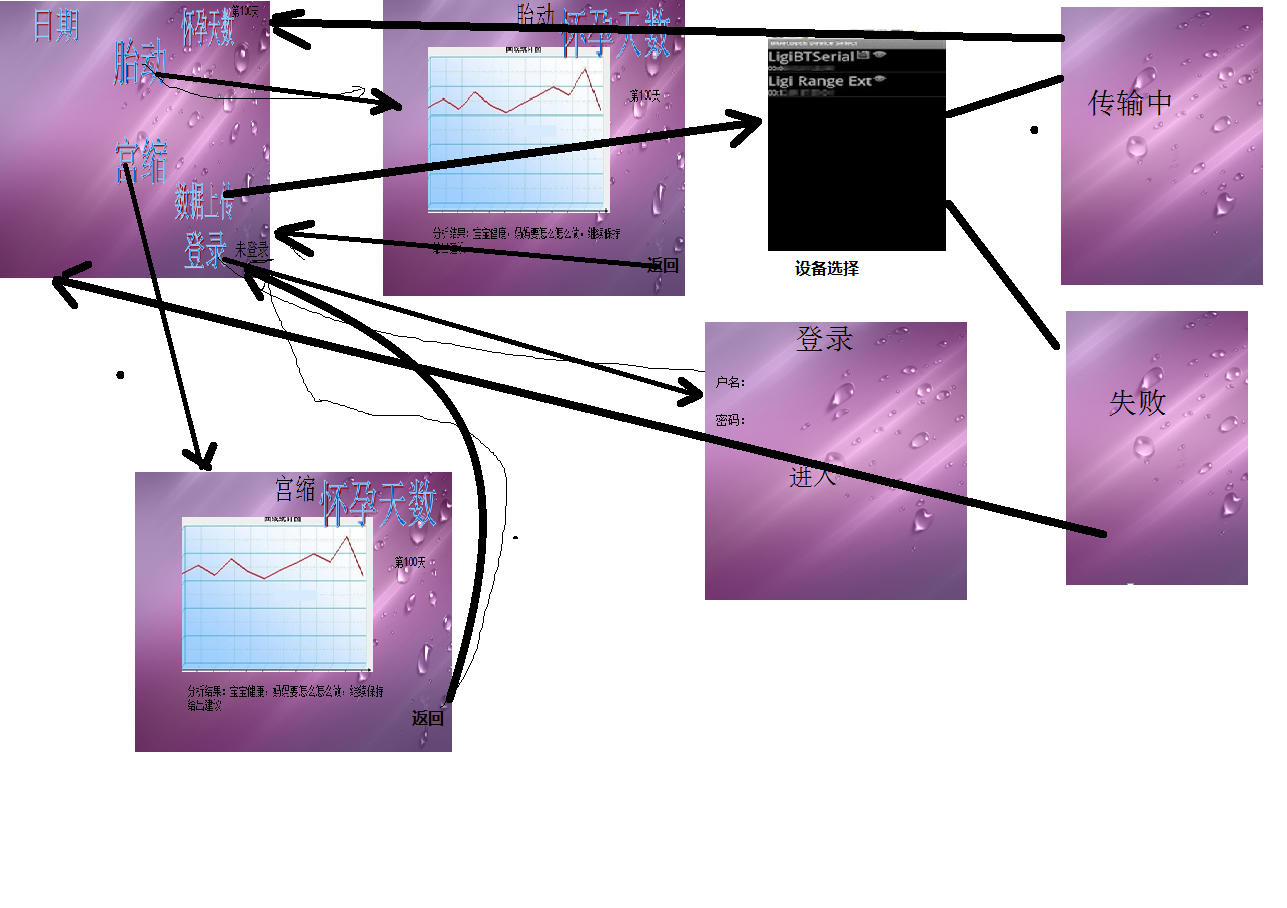 日期
怀孕天数
第100天
胎动
宫缩
数据上传
登录
未登录
胎动
怀孕天数
第100天
分析结果:宝宝健康,妈妈要怎么怎么做,继续保持
返回
LigiBTSerial
Ligi Range Ext
设备选择
传输中
登录
户名:
密码:
进入
失败
宫缩
怀孕天数
第100天
分析结果:宝宝健康,妈妈要怎么怎么做,继续保持
给出建议
返回